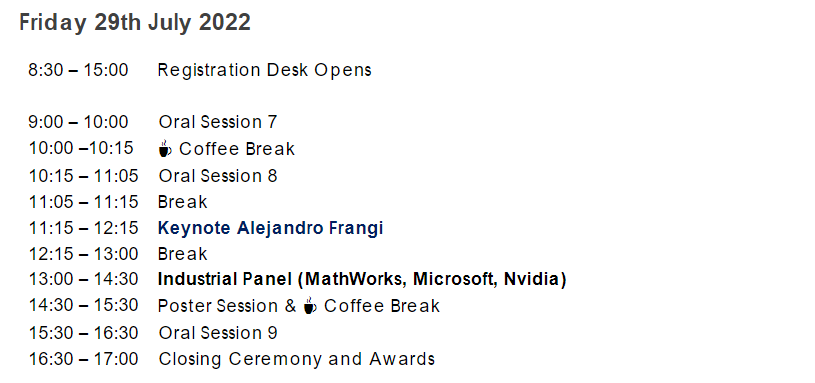 Friday 29th July 2022
8:30 – 15:00 Registration Desk Opens
9:00 – 10:00 Oral Session 7
10:00 –10:15 Coffee Break
10:15 – 11:05 Oral Session 8
11:05 – 11:15 Break
11:15 – 12:15 Keynote Alejandro Frangi
12:15 – 13:00 Break
13:00 – 14:30 Industrial Panel (MathWorks, Microsoft, Nvidia)
14:30 – 15:30 Poster Session & Coffee Break
15:30 – 16:30 Oral Session 9
16:30 – 17:00 Closing Ceremony and Awards